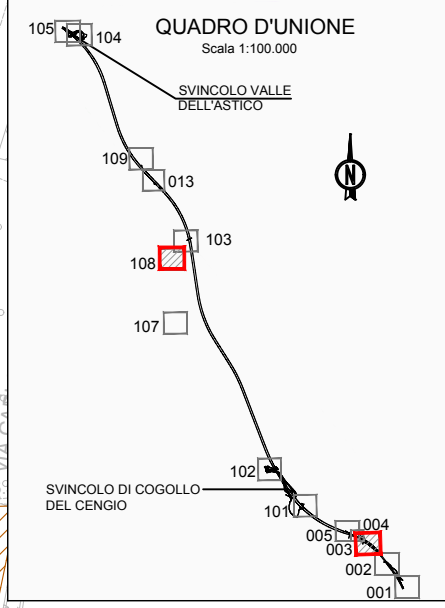 QUADRO D'UNIONE
Scala 1:100.000
105
104
SVINCOLO VALLE
DELL'ASTICO
109
013
N
103
108
107
102
SVINCOLO DI COGOLLO
DEL CENGIO
101
004
005
003
002
001